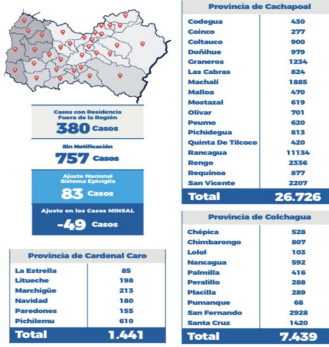 Casos con Residencia
Fuera de la Región
380 Casos
Sin Notificación
757 Casos
Ajuste Nacional
Sistema Epivigila
83 Casos
Ajuste en los Casos MINSAL
-49 Casos
Provincia de Cachapoal
Codegua 430
Coinco 277
Coltauco 900
Doñihue 979
Graneros 1234
Las Cabras 824
Machalí 1885
Malloa 470
Mostazal 619
Olivar 701
Peumo 620
Pichidegua 813
Quinta De Tilcoco 420
Rancagua 11134
Rengo 2336
Requínoa 877
San Vicente 2207
Total 26.726
Provincia de Cardenal Caro
La Estrella 85
Litueche 198
Marchigüe 213
Navidad 180
Paredones 155
Pichilemu 610
Total 1.441
Provincia de Colchagua
Chépica 528
Chimbarongo 807
Lolol 103
Nancagua 592
Palmilla 416
Peralillo 288
Placilla 289
Pumanque 68
San Fernando 2928
Santa Cruz 1420
Total 7.439